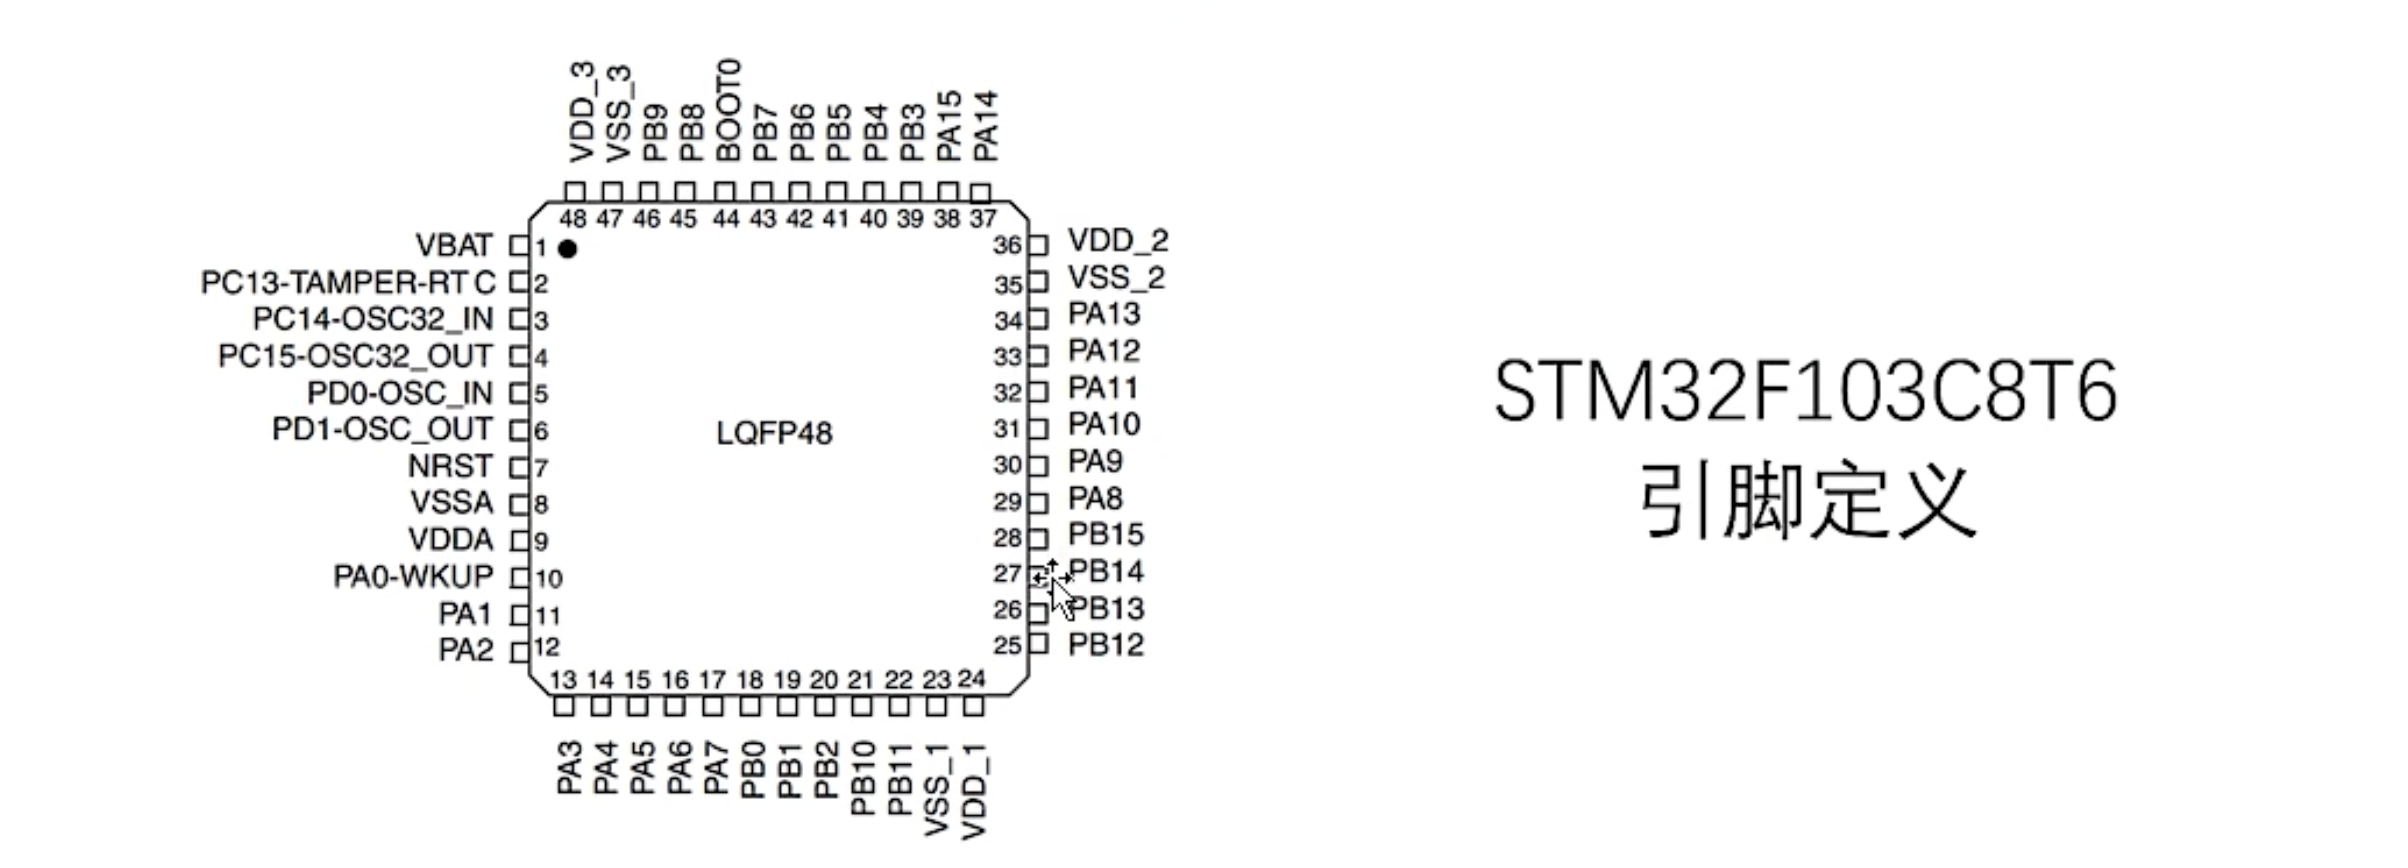 VDD_3
VSS_3
PB9
PB8
BOOT0
PB7
PB6
PB5
PB4
PB3
PA15
PA14
48 47 46 45 44 43 42 41 40 39 38 37
VBAT 1
PC13-TAMPER-RTC 2
PC14-OSC32_IN 3
PC15-OSC32_OUT 4
PD0-OSC_IN 5
PD1-OSC_OUT 6
NRST 7
VSSA 8
VDDA 9
PA0-WKUP 10
PA1 11
PA2 12
LQFP48
36 VDD_2
35 VSS_2
34 PA13
33 PA12
32 PA11
31 PA10
30 PA9
29 PA8
28 PB15
27 PB14
26 PB13
25 PB12
13 14 15 16 17 18 19 20 21 22 23 24
PA3
PA4
PA5
PA6
PA7
PB0
PB1
PB2
PB10
PB11
VSS_1
VDD_1
STM32F103C8T6
引脚定义